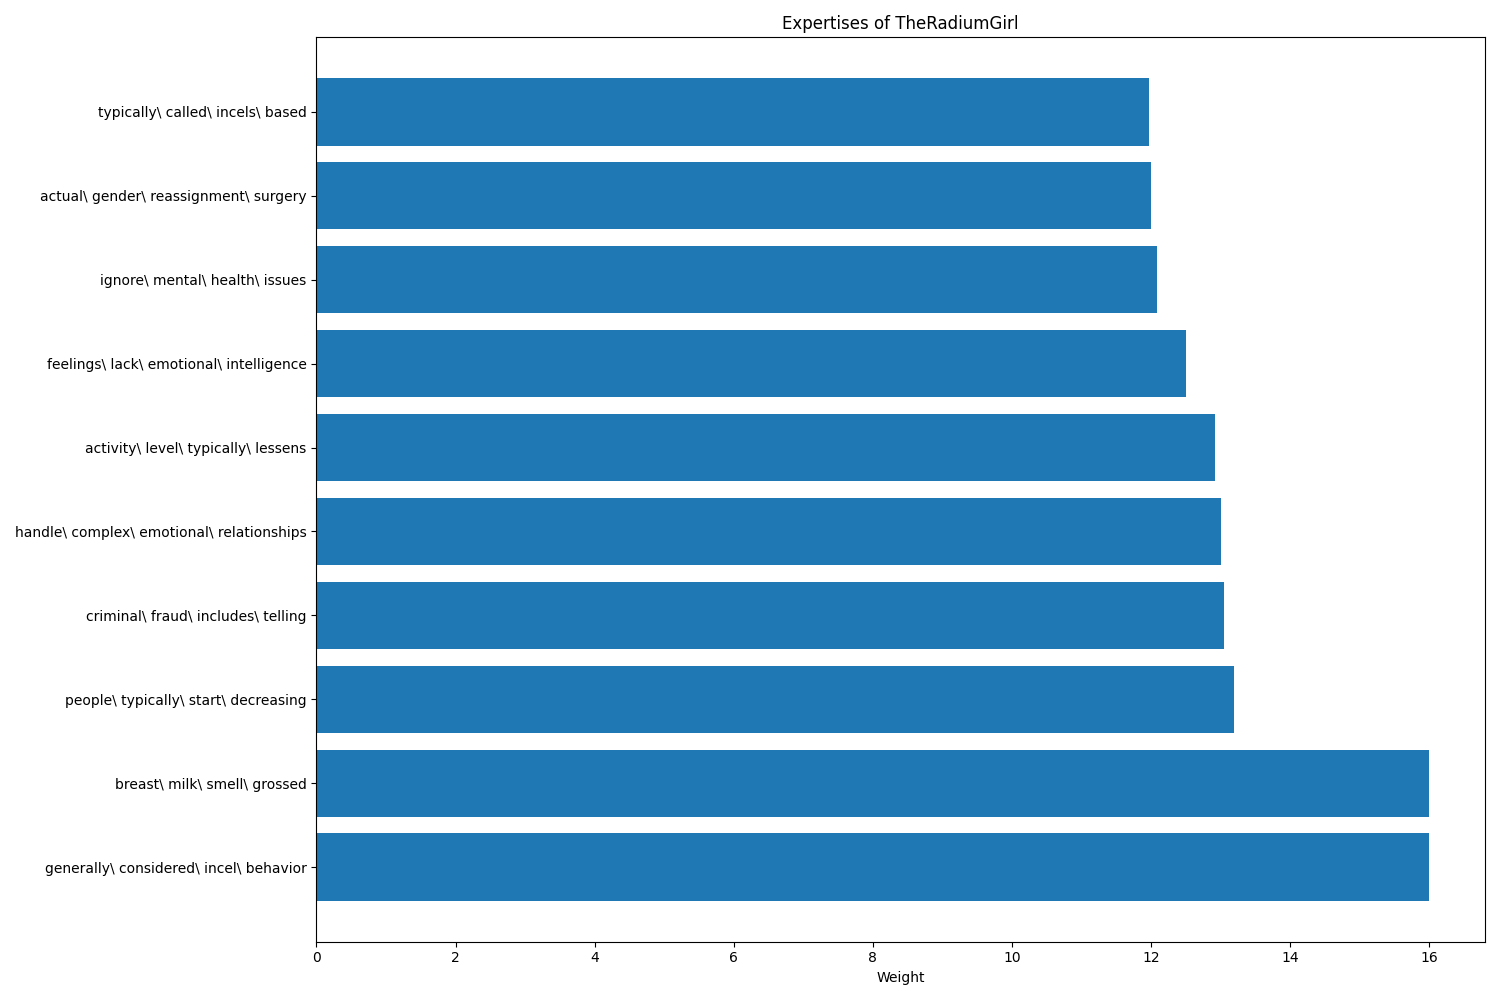 Expertises of TheRadiumGirl
typically\ called\ incels\ based
actual\ gender\ reassignment\ surgery
ignore\ mental\ health\ issues
feelings\ lack\ emotional\ intelligence
activity\ level\ typically\ lessens
handle\ complex\ emotional\ relationships
criminal\ fraud\ includes\ telling
people\ typically\ start\ decreasing
breast\ milk\ smell\ grossed
generally\ considered\ incel\ behavior
0 2 4 6 8 10 12 14 16
Weight